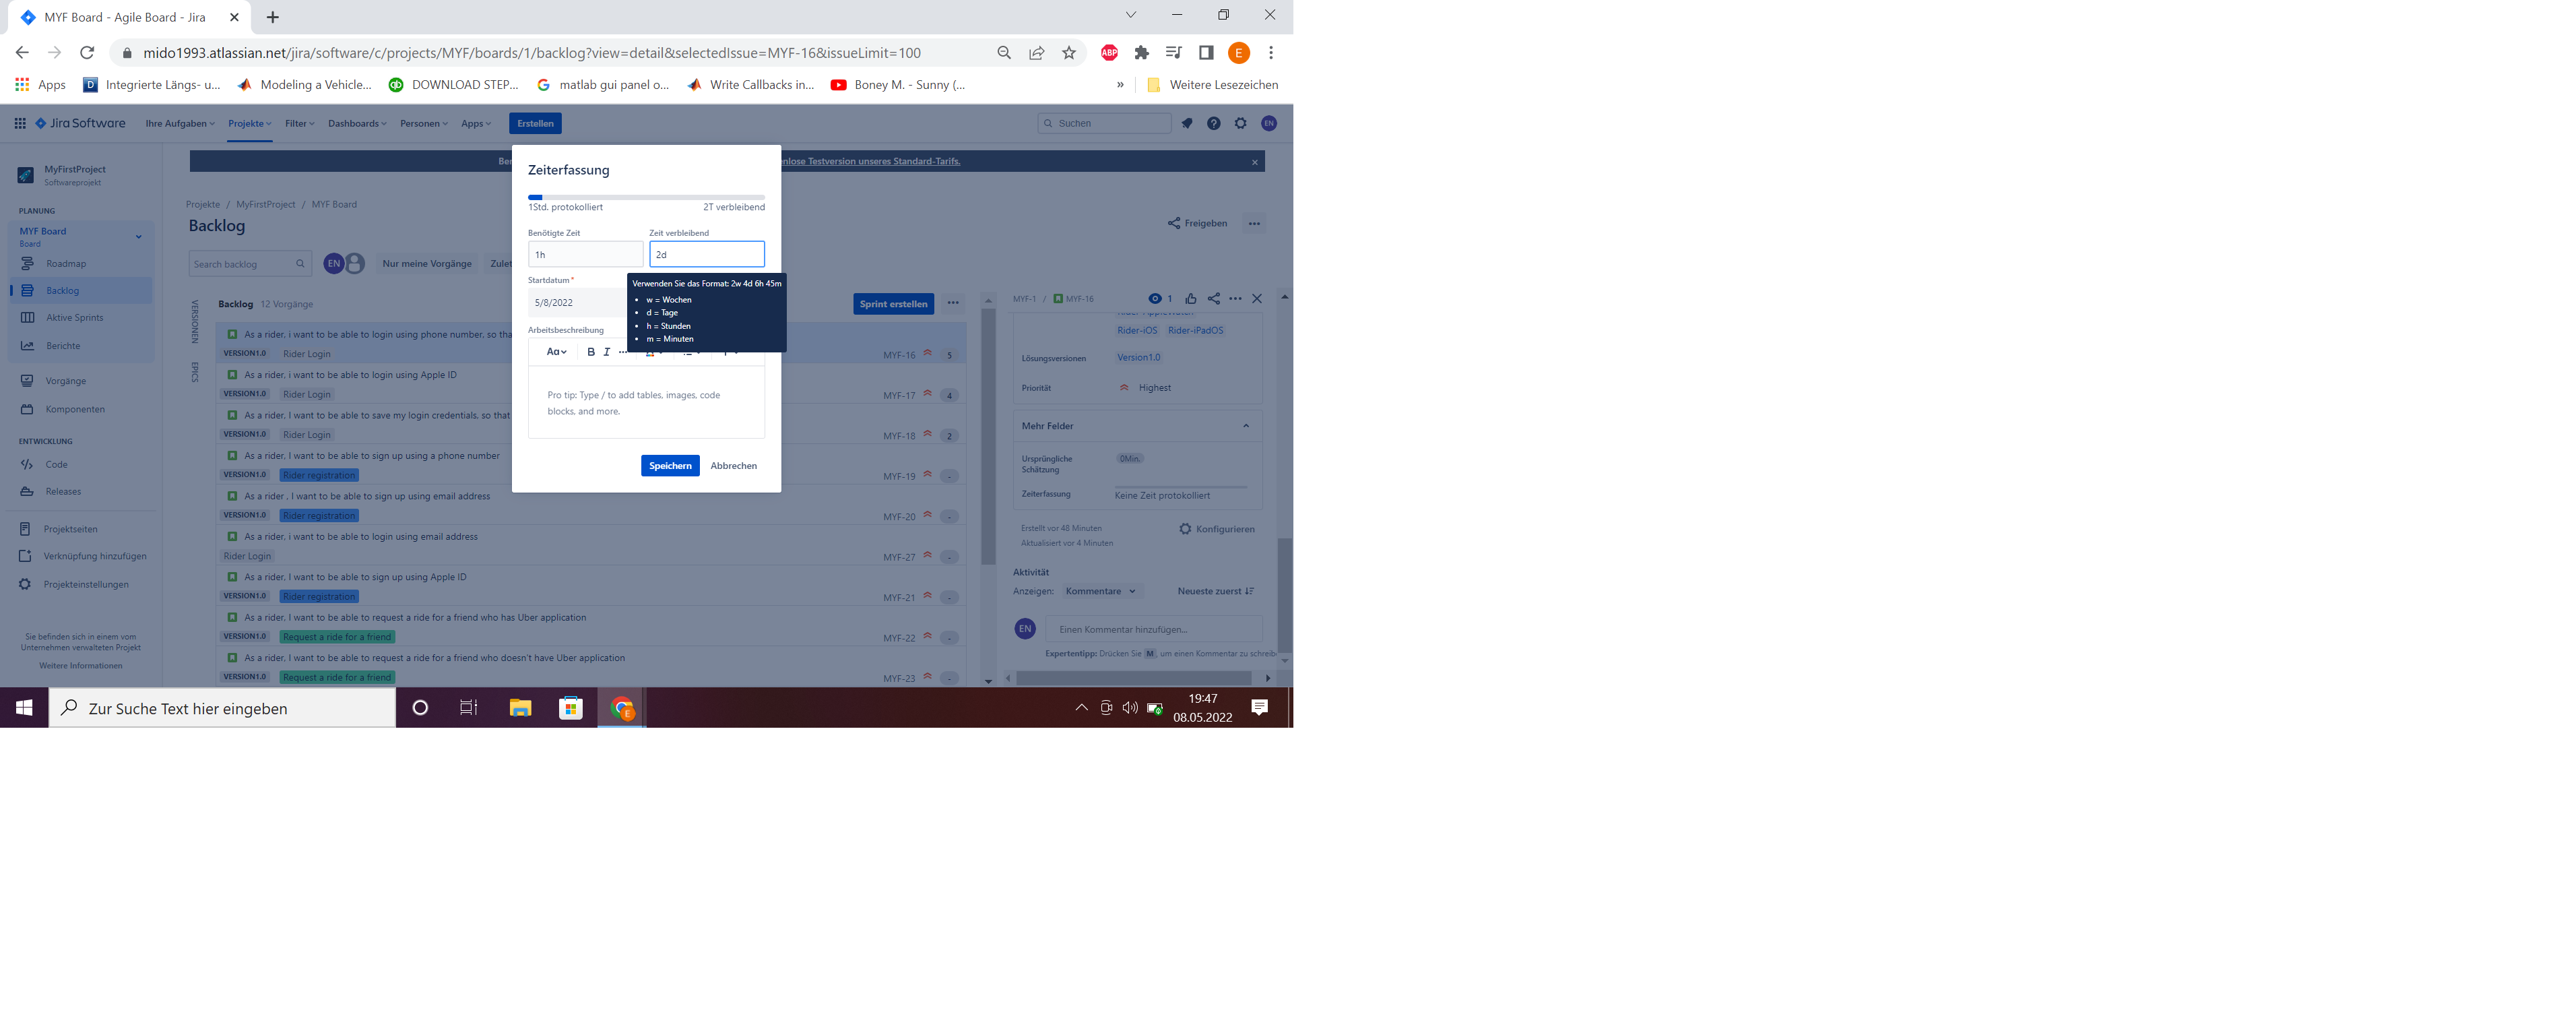 MYF Board - Agile Board - Jira
mido1993.atlassian.net/jira/software/c/projects/MYF/boards/1/backlog?view=detail&selectedIssue=MYF-16&issueLimit=100
ABP
E
Apps
Integrierte Längs- u...
Modeling a Vehicle...
DOWNLOAD STEP...
matlab gui panel o...
Write Callbacks in...
Boney M. - Sunny (...
»
Weitere Lesezeichen
Jira Software
Ihre Aufgaben
Projekte
Filter
Dashboards
Personen
Apps
Erstellen
Suchen
EN
MyFirstProject
Softwareprojekt
PLANUNG
MYF Board
Board
Roadmap
Backlog
Aktive Sprints
Berichte
Vorgänge
Komponenten
ENTWICKLUNG
Code
Releases
Projektseiten
Verknüpfung hinzufügen
Projekteinstellungen
Sie befinden sich in einem vom
Unternehmen verwalteten Projekt
Weitere Informationen
nlose Testversion unseres Standard-Tarifs.
Projekte / MyFirstProject / MYF Board
Backlog
Freigeben
Search backlog
EN
Nur meine Vorgänge
Zulet
VERSIONEN
EPICS
Backlog 12 Vorgänge
Sprint erstellen
As a rider, i want to be able to login using phone number, so tha
VERSION1.0 Rider Login MYF-16 5
As a rider, i want to be able to login using Apple ID
VERSION1.0 Rider Login MYF-17 4
As a rider, I want to be able to save my login credentials, so that
VERSION1.0 Rider Login MYF-18 2
As a rider, I want to be able to sign up using a phone number
VERSION1.0 Rider registration MYF-19 -
As a rider , I want to be able to sign up using email address
VERSION1.0 Rider registration MYF-20 -
As a rider, i want to be able to login using email address
Rider Login MYF-27 -
As a rider, I want to be able to sign up using Apple ID
VERSION1.0 Rider registration MYF-21 -
As a rider, I want to be able to request a ride for a friend who has Uber application
VERSION1.0 Request a ride for a friend MYF-22 -
As a rider, I want to be able to request a ride for a friend who doesn't have Uber application
VERSION1.0 Request a ride for a friend MYF-23 -
Zeiterfassung
1Std. protokolliert 2T verbleibend
Benötigte Zeit Zeit verbleibend
1h 2d
Startdatum*
5/8/2022
Verwenden Sie das Format: 2w 4d 6h 45m
w = Wochen
d = Tage
h = Stunden
m = Minuten
Arbeitsbeschreibung
Aa B I
Pro tip: Type / to add tables, images, code
blocks, and more.
Speichern Abbrechen
MYF-1 / MYF-16 1
Rider-iOS Rider-iPadOS
Lösungsversionen Version1.0
Priorität Highest
Mehr Felder
Ursprüngliche
Schätzung
0Min.
Zeiterfassung
Keine Zeit protokolliert
Erstellt vor 48 Minuten
Aktualisiert vor 4 Minuten
Konfigurieren
Aktivität
Anzeigen: Kommentare Neueste zuerst
EN Einen Kommentar hinzufügen...
Expertentipp: Drücken Sie M , um einen Kommentar zu schreibe
Zur Suche Text hier eingeben
19:47
08.05.2022